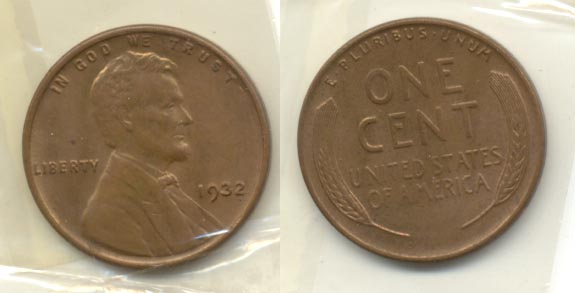 IN GOD WE TRUST
LIBERTY
1932
E·PLURIBUS·UNUM
ONE
CENT
UNITED STATES
OF AMERICA